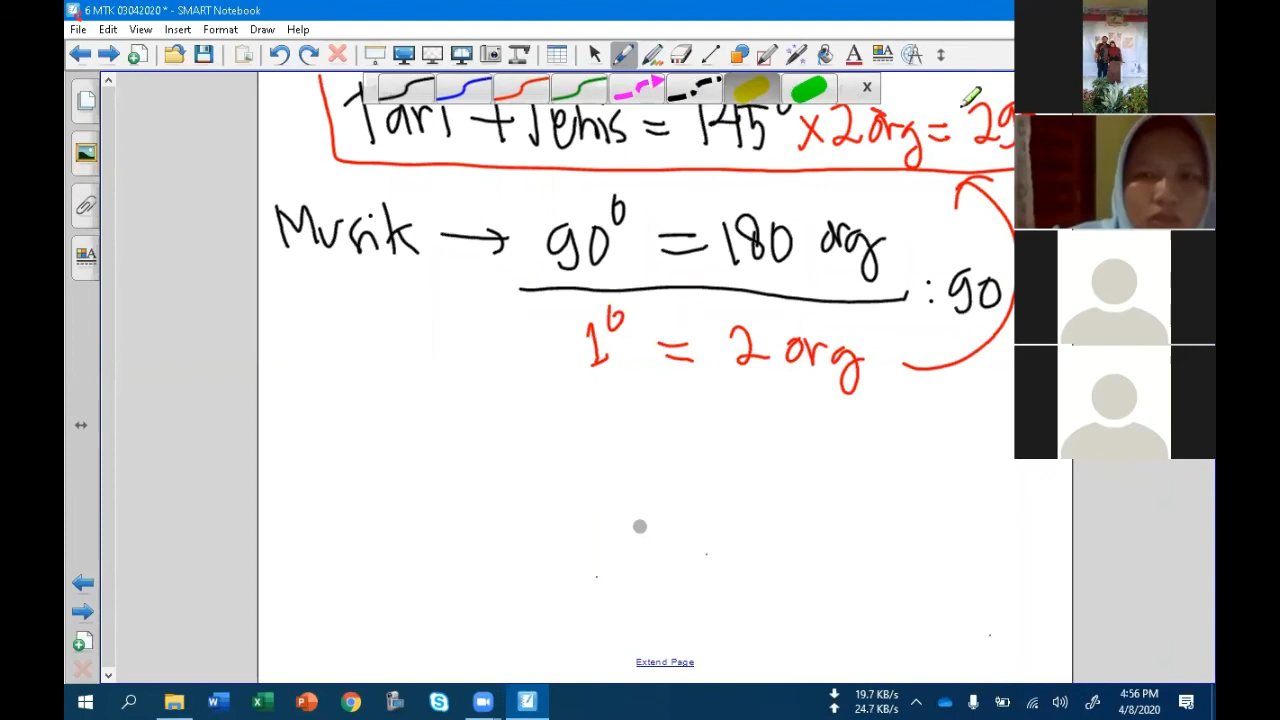 6 MTK 03042020 * - SMART Notebook
File Edit View Insert Format Draw Help
A A
x
Tari + Jenis = 145° x 2 org = 29
Musik → 90° = 180 org
: 90
1° = 2 org
Extend Page
19.7 KB/s
24.7 KB/s
4:56 PM
4/8/2020